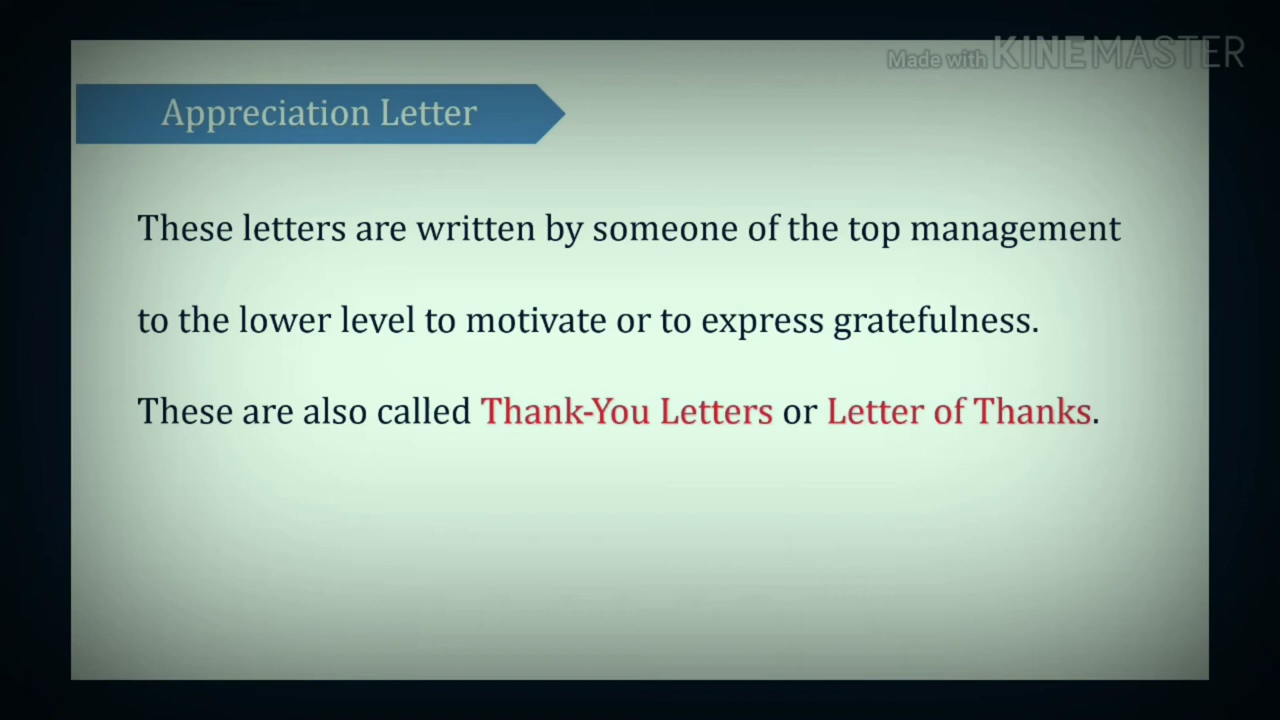 Made with KINEMASTER
Appreciation Letter
These letters are written by someone of the top management
to the lower level to motivate or to express gratefulness.
These are also called Thank-You Letters or Letter of Thanks.